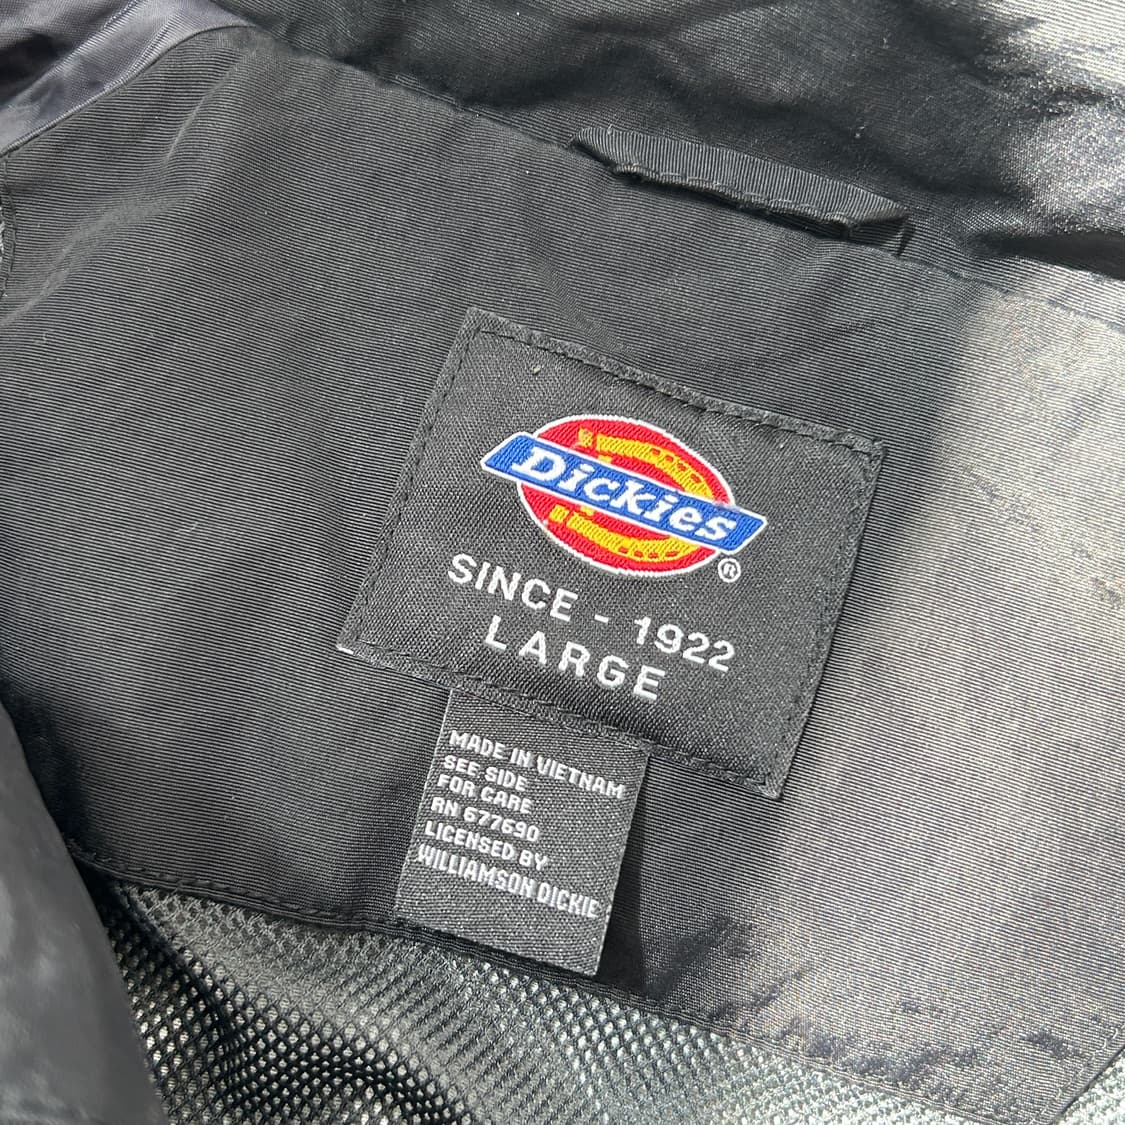 Dickies
®
SINCE - 1922
LARGE
MADE IN VIETNAM
SEE SIDE
FOR CARE
RN 677690
LICENSED BY
WILLIAMSON DICKIE